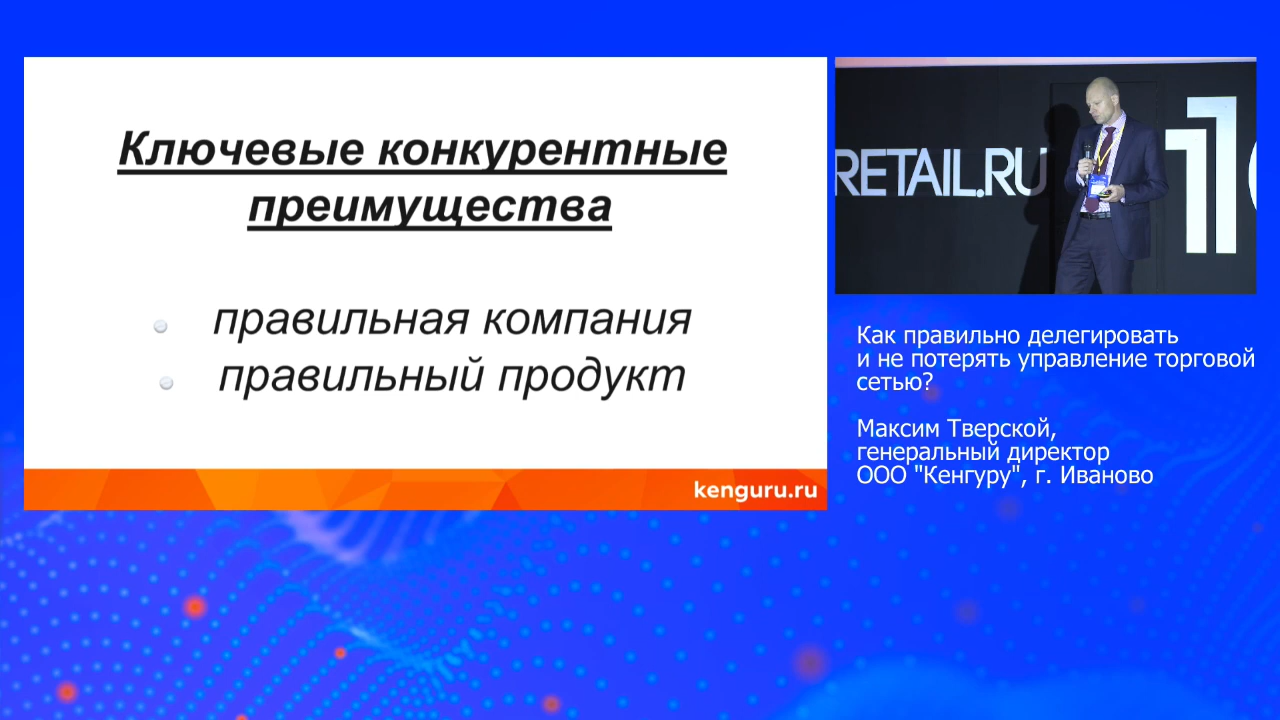 Ключевые конкурентные
преимущества
правильная компания
правильный продукт
kenguru.ru
RETAIL.RU
Как правильно делегировать
и не потерять управление торговой
сетью?
Максим Тверской,
генеральный директор
ООО "Кенгуру", г. Иваново